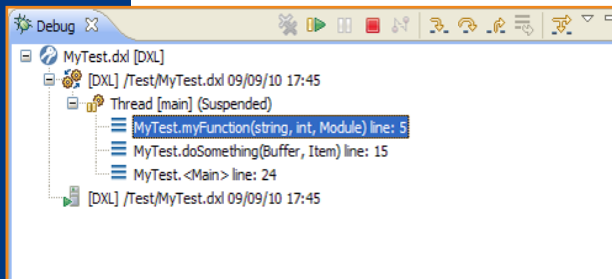 Debug
MyTest.dxl [DXL]
[DXL] /Test/MyTest.dxl 09/09/10 17:45
Thread [main] (Suspended)
MyTest.myFunction(string, int, Module) line: 5
MyTest.doSomething(Buffer, Item) line: 15
MyTest.<Main> line: 24
[DXL] /Test/MyTest.dxl 09/09/10 17:45